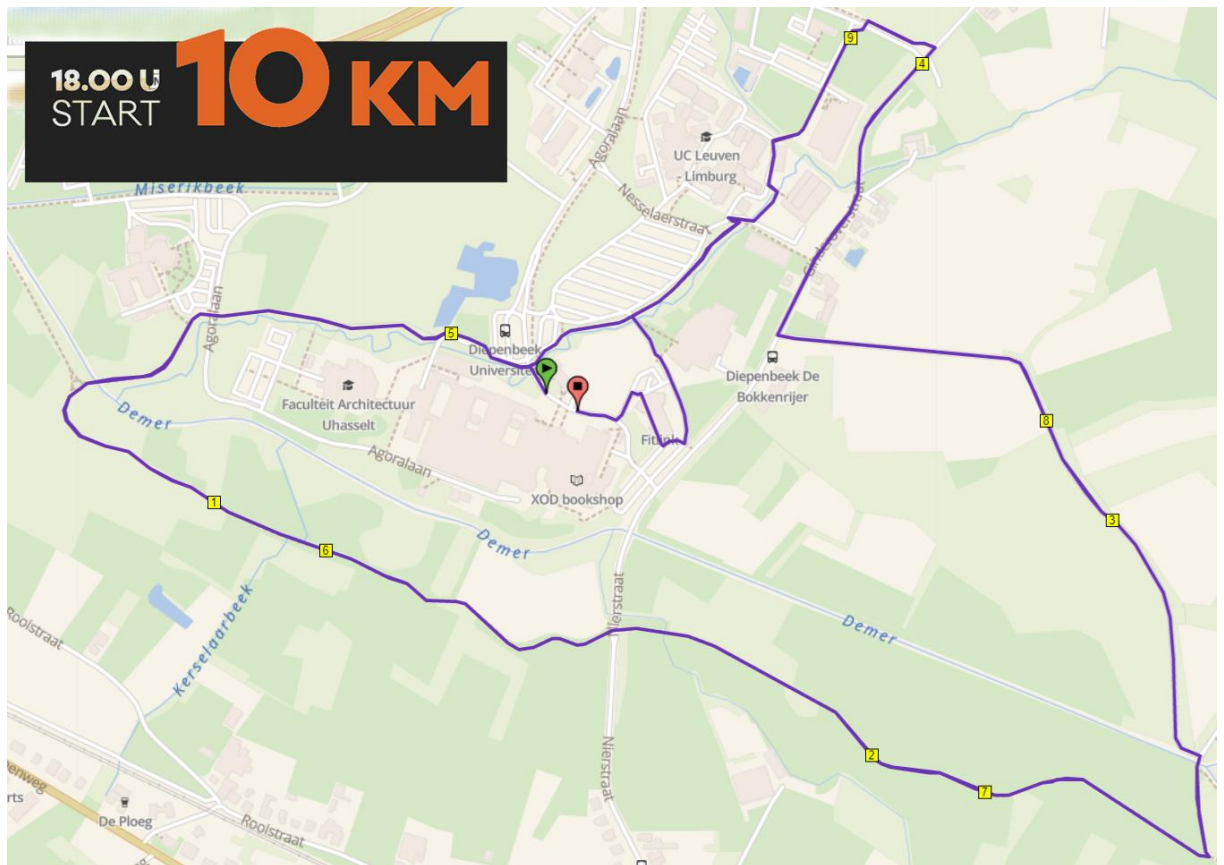 18.00 U
START
10 KM
9
4
UC Leuven
- Limburg
Agoralaan
Miserikbeek
Nesselaerstraat
Ginderoverstraat
Agoralaan
5
Diepenbeek
Diepenbeek De
Bokkenrijer
Faculteit Architectuur
Uhasselt
8
Demer
Fitlink
Agoralaan
XOD bookshop
1
3
6
Demer
Kerselaarbeek
Roolstraat
Demer
Nierstraat
2
7
Nierstraat
De Ploeg
Roolstraat